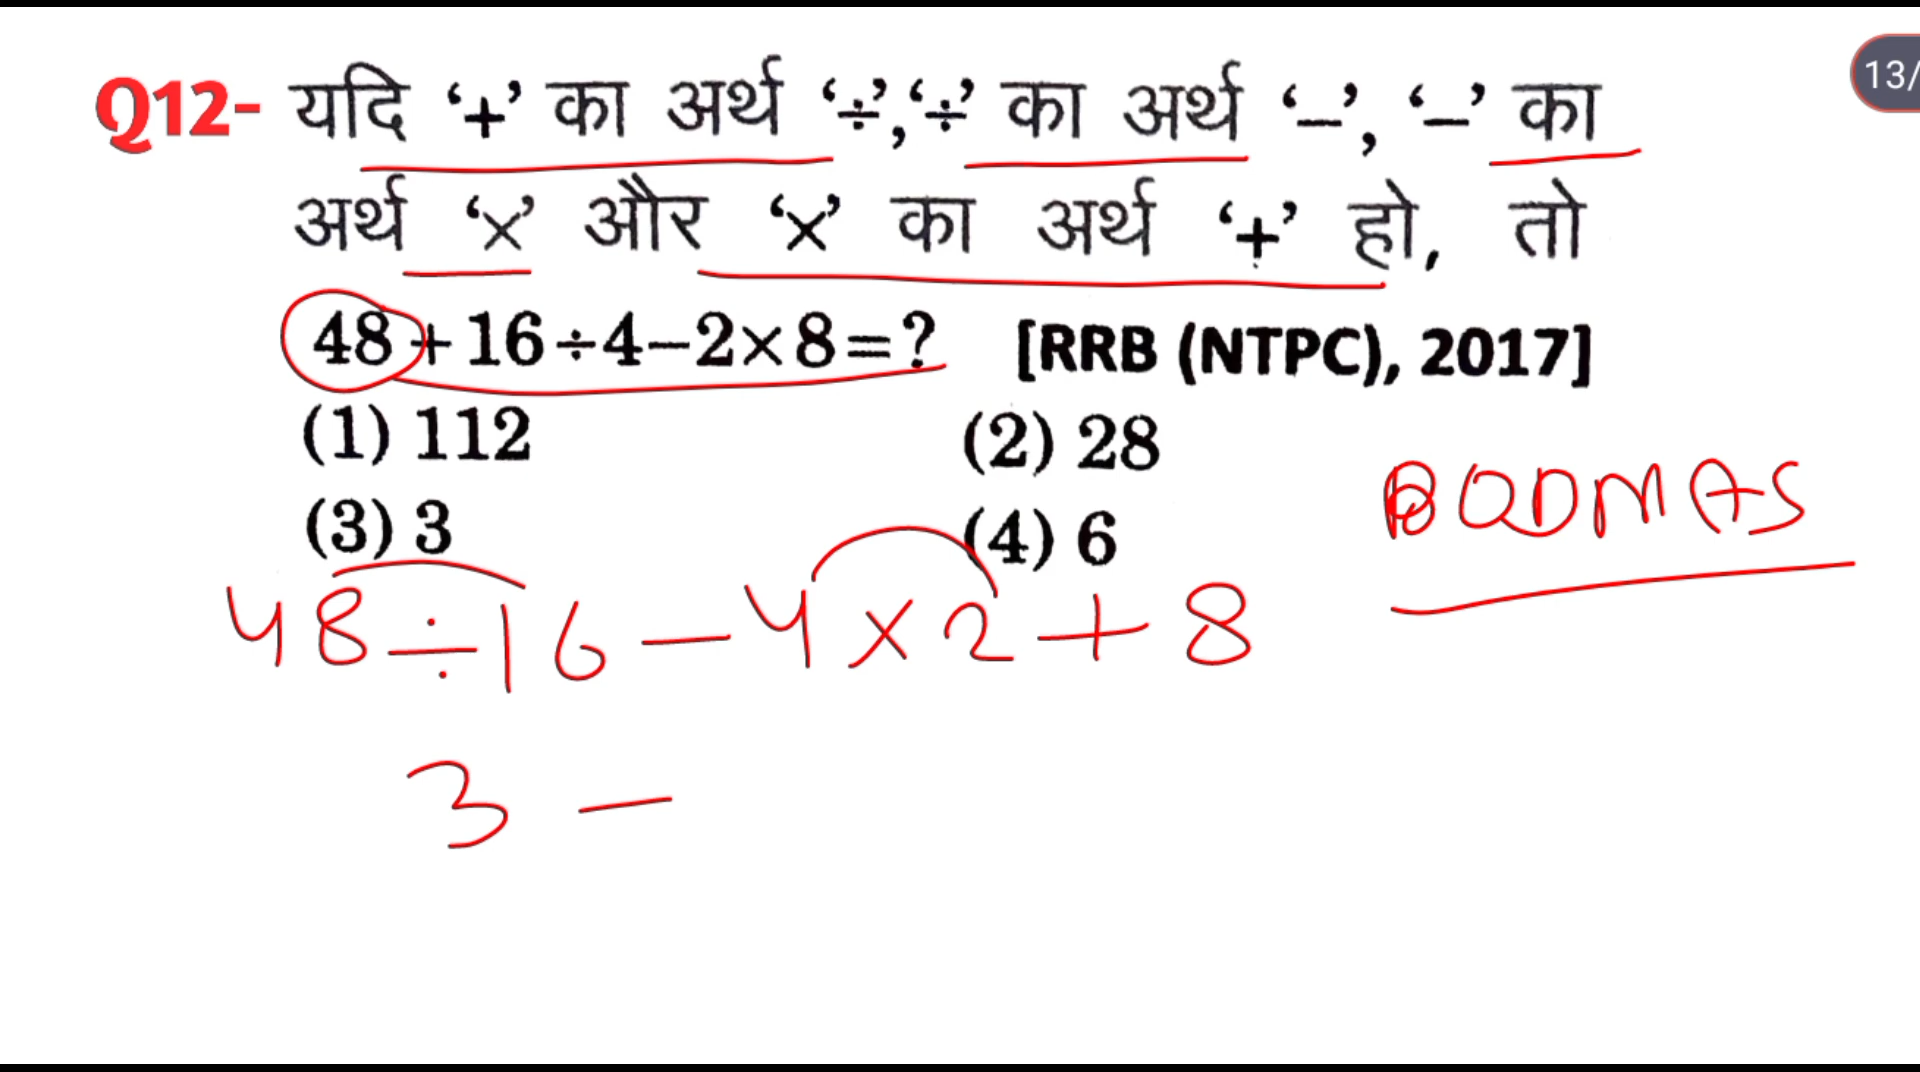 Q12- यदि ‘+’ का अर्थ ‘÷’,‘÷’ का अर्थ ‘–’, ‘–’ का
अर्थ ‘×’ और ‘×’ का अर्थ ‘+’ हो, तो
48+16÷4–2×8=? [RRB (NTPC), 2017]
(1) 112 (2) 28
(3) 3 (4) 6
BODMAS
48÷16–4×2+8
3 –
13/